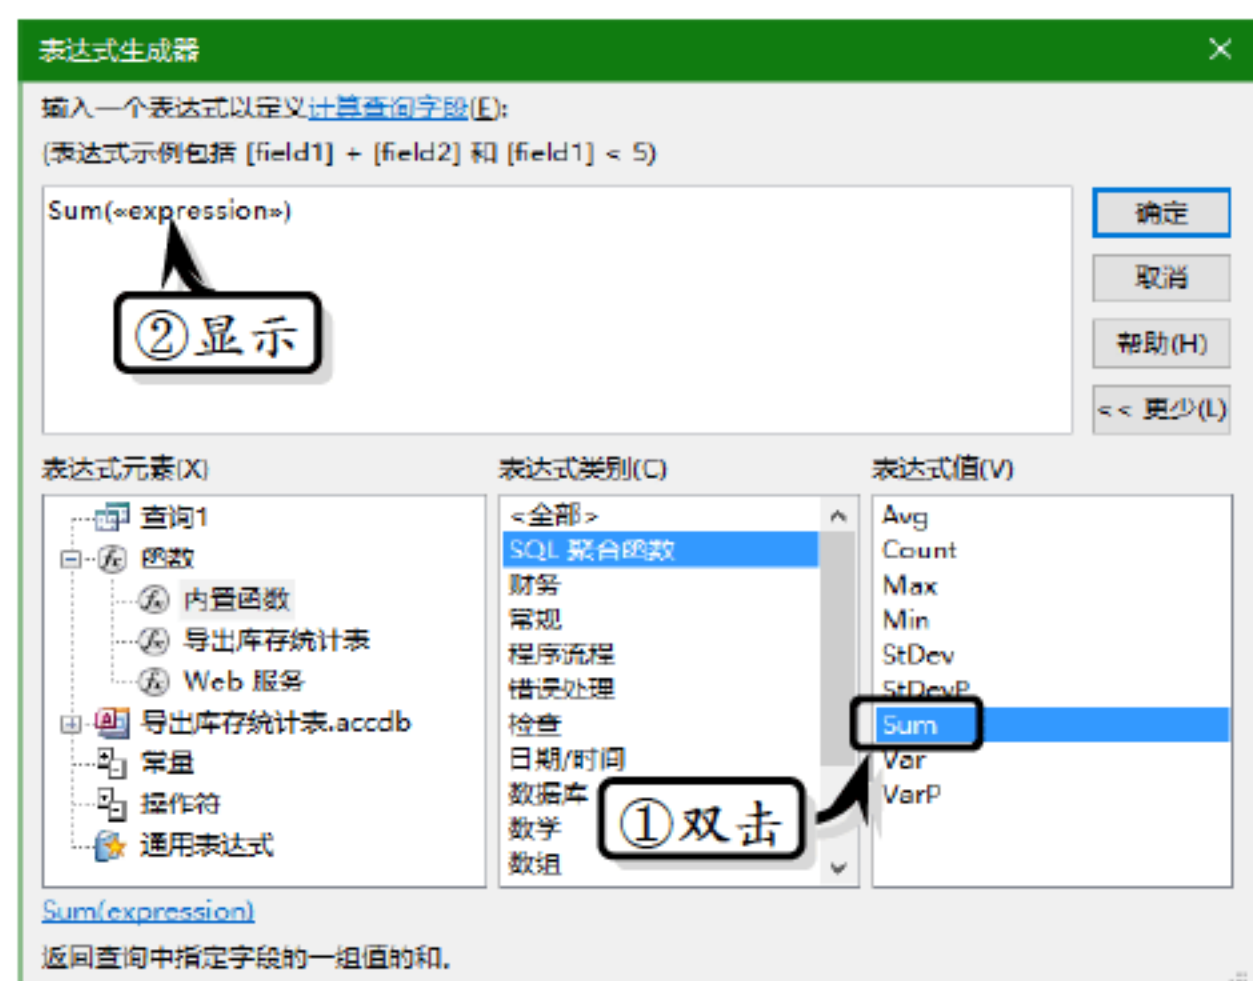 表达式生成器
输入一个表达式以定义计算查询字段(E):
(表达式示例包括 [field1] + [field2] 和 [field1] < 5)
Sum(«expression»)
②显示
确定
取消
帮助(H)
<< 更少(L)
表达式元素(X)
查询1
函数
内置函数
导出库存统计表
Web 服务
导出库存统计表.accdb
常量
操作符
通用表达式
表达式类别(C)
<全部>
SQL 聚合函数
财务
常规
程序流程
错误处理
检查
日期/时间
数据库
数学
数组
①双击
表达式值(V)
Avg
Count
Max
Min
StDev
StDevP
Sum
Var
VarP
Sum(expression)
返回查询中指定字段的一组值的和。